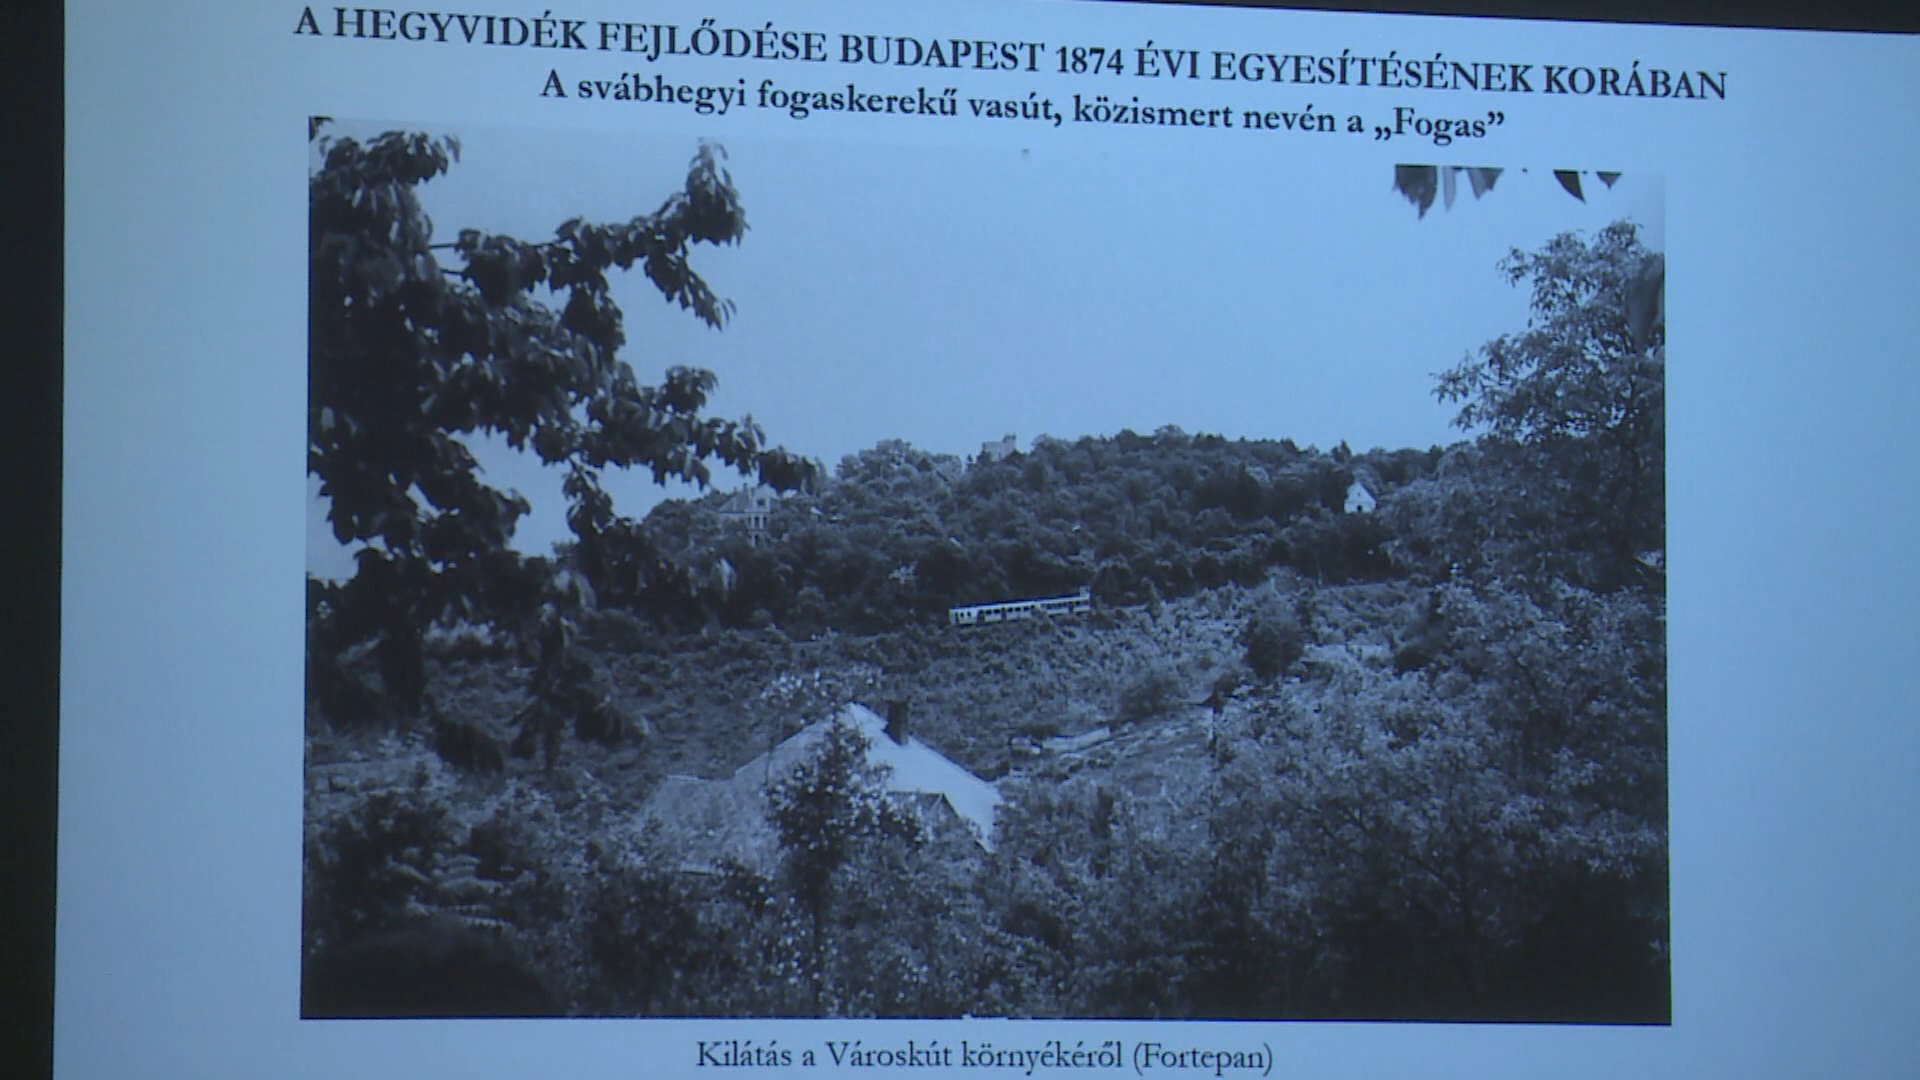 A HEGYVIDÉK FEJLŐDÉSE BUDAPEST 1874 ÉVI EGYESÍTÉSÉNEK KORÁBAN
A svábhegyi fogaskerekű vasút, közismert nevén a „Fogas”
Kilátás a Városkút környékéről (Fortepan)